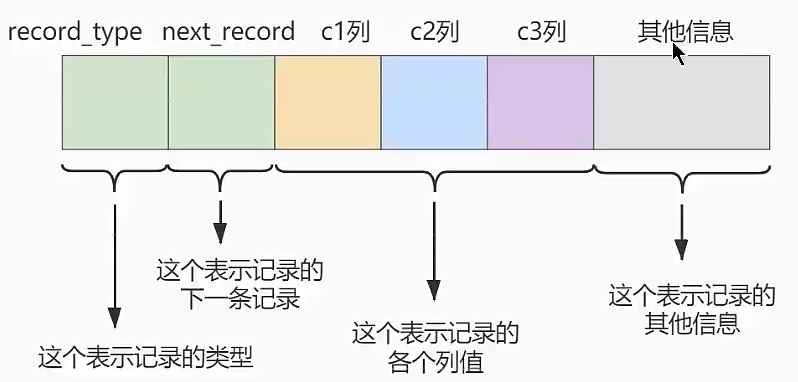 record_type next_record c1列 c2列 c3列 其他信息
这个表示记录的
下一条记录
这个表示记录的
其他信息
这个表示记录的
各个列值
这个表示记录的类型